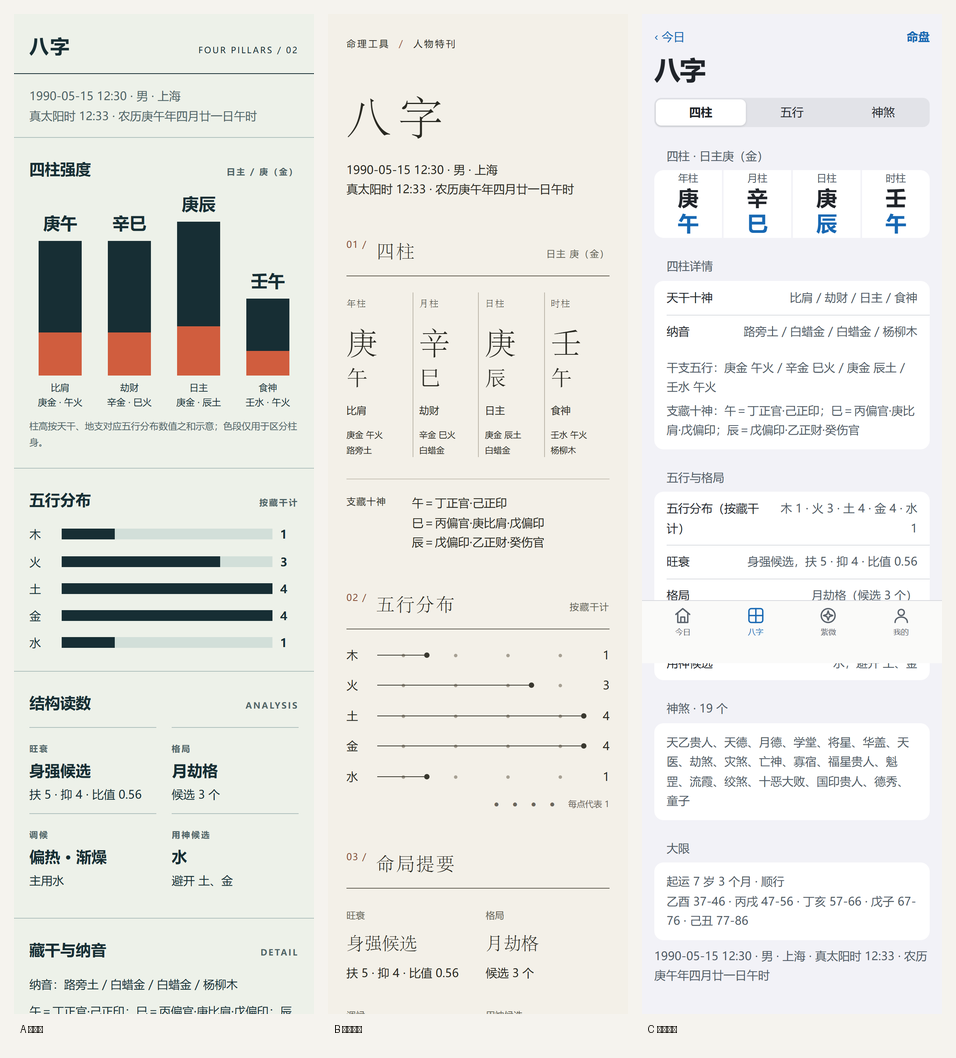 八字
FOUR PILLARS / 02
1990-05-15 12:30 · 男 · 上海
真太阳时 12:33 · 农历庚午年四月廿一日午时
四柱强度
日主 / 庚（金）
庚午
辛巳
庚辰
壬午
比肩
劫财
日主
食神
庚金 · 午火
辛金 · 巳火
庚金 · 辰土
壬水 · 午火
柱高按天干、地支对应五行分布数值之和示意；色段仅用于区分柱
身。
五行分布
按藏干计
木 1
火 3
土 4
金 4
水 1
结构读数
ANALYSIS
旺衰
格局
身强候选
月劫格
扶 5 · 抑 4 · 比值 0.56
候选 3 个
调候
用神候选
偏热 · 渐燥
水
主用水
避开 土、金
藏干与纳音
DETAIL
纳音：路旁土 / 白蜡金 / 白蜡金 / 杨柳木
午＝丁正官·己正印；巳＝丙偏官·庚比肩·戊偏印；辰
A
命理工具 / 人物特刊
八字
1990-05-15 12:30 · 男 · 上海
真太阳时 12:33 · 农历庚午年四月廿一日午时
01 / 四柱
日主 庚（金）
年柱
月柱
日柱
时柱
庚
辛
庚
壬
午
巳
辰
午
比肩
劫财
日主
食神
庚金 午火
辛金 巳火
庚金 辰土
壬水 午火
路旁土
白蜡金
白蜡金
杨柳木
支藏十神
午＝丁正官·己正印
巳＝丙偏官·庚比肩·戊偏印
辰＝戊偏印·乙正财·癸伤官
02 / 五行分布
按藏干计
木 1
火 3
土 4
金 4
水 1
每点代表 1
03 / 命局提要
旺衰
格局
身强候选
月劫格
扶 5 · 抑 4 · 比值 0.56
候选 3 个
B
‹ 今日
命盘
八字
四柱
五行
神煞
四柱 · 日主庚（金）
年柱
月柱
日柱
时柱
庚
辛
庚
壬
午
巳
辰
午
四柱详情
天干十神 比肩 / 劫财 / 日主 / 食神
纳音 路旁土 / 白蜡金 / 白蜡金 / 杨柳木
干支五行：庚金 午火 / 辛金 巳火 / 庚金 辰土 /
壬水 午火
支藏十神：午＝丁正官·己正印；巳＝丙偏官·庚比
肩·戊偏印；辰＝戊偏印·乙正财·癸伤官
五行与格局
五行分布（按藏干 木 1 · 火 3 · 土 4 · 金 4 · 水
计） 1
旺衰 身强候选，扶 5 · 抑 4 · 比值 0.56
格局 月劫格（候选 3 个）
今日
八字
紫微
我的
用神候选 水，避开 土、金
神煞 · 19 个
天乙贵人、天德、月德、学堂、将星、华盖、天
医、劫煞、灾煞、亡神、寡宿、福星贵人、魁
罡、流霞、绞煞、十恶大败、国印贵人、德秀、
童子
大限
起运 7 岁 3 个月 · 顺行
乙酉 37-46 · 丙戌 47-56 · 丁亥 57-66 · 戊子 67-
76 · 己丑 77-86
1990-05-15 12:30 · 男 · 上海 · 真太阳时 12:33 · 农历
庚午年四月廿一日午时
C